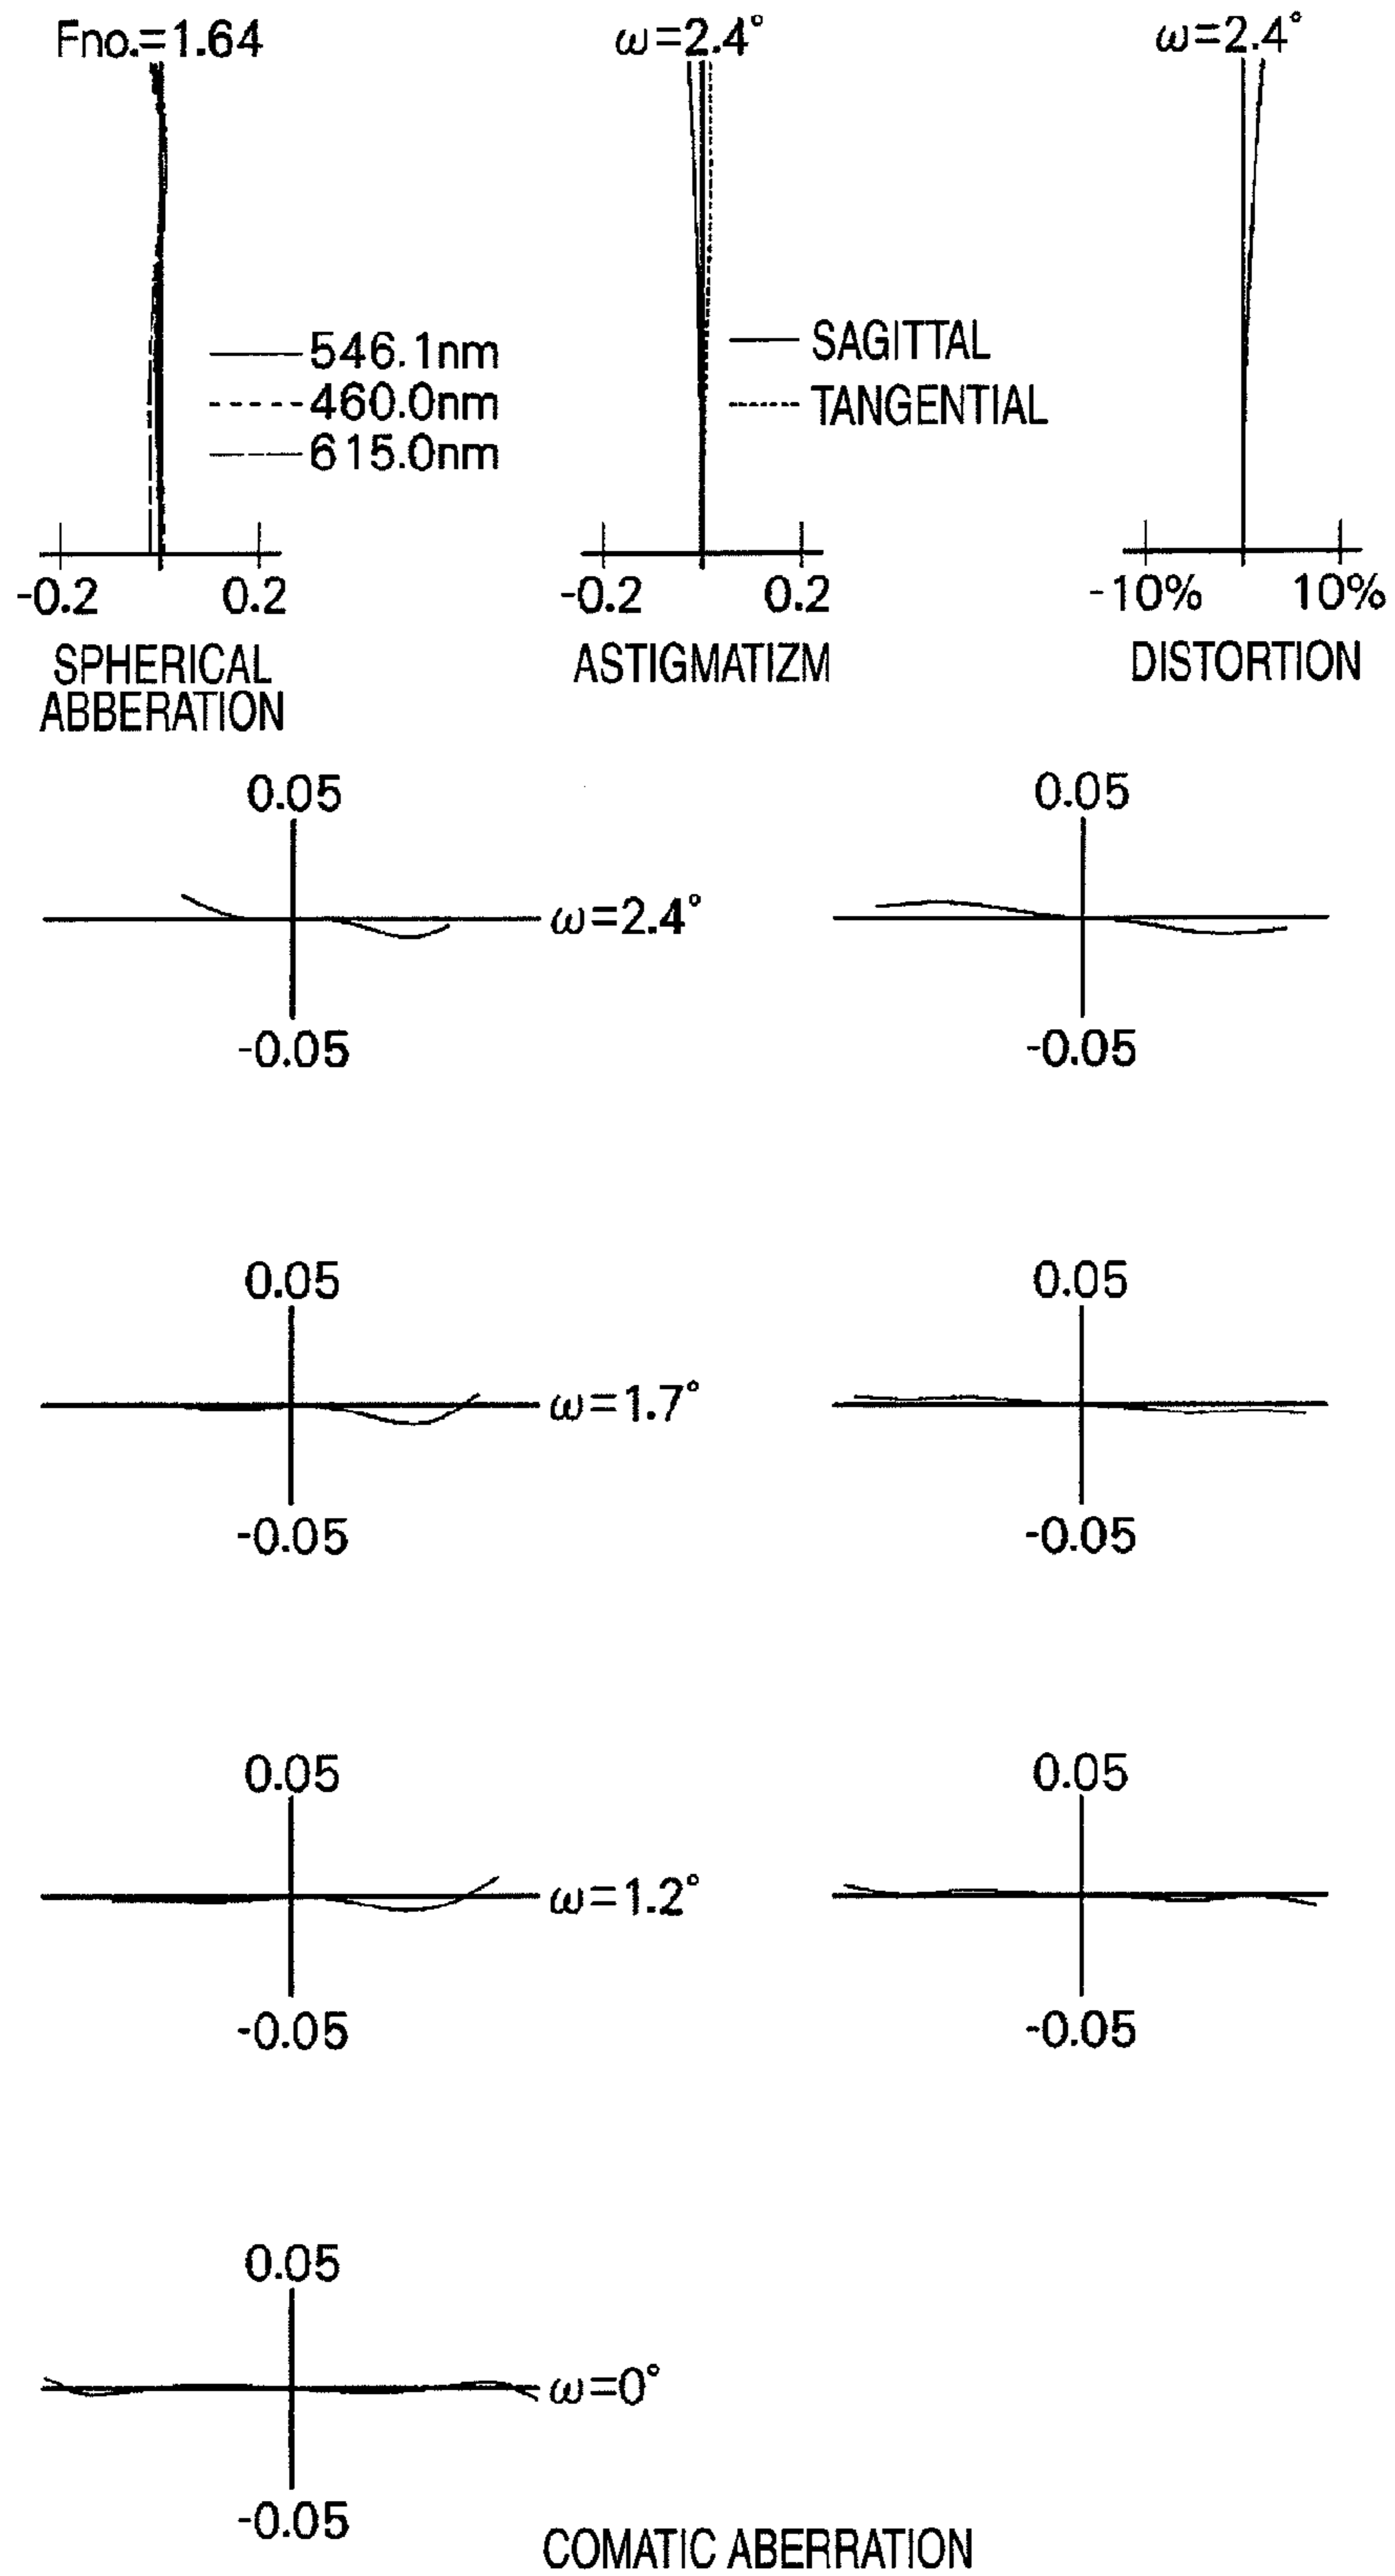 Fno.=1.64
ω=2.4°
ω=2.4°
546.1nm
460.0nm
615.0nm
SAGITTAL
TANGENTIAL
-0.2
0.2
-0.2
0.2
-10%
10%
SPHERICAL
ABBERATION
ASTIGMATIZM
DISTORTION
0.05
0.05
ω=2.4°
-0.05
-0.05
0.05
0.05
ω=1.7°
-0.05
-0.05
0.05
0.05
ω=1.2°
-0.05
-0.05
0.05
ω=0°
-0.05
COMATIC ABERRATION